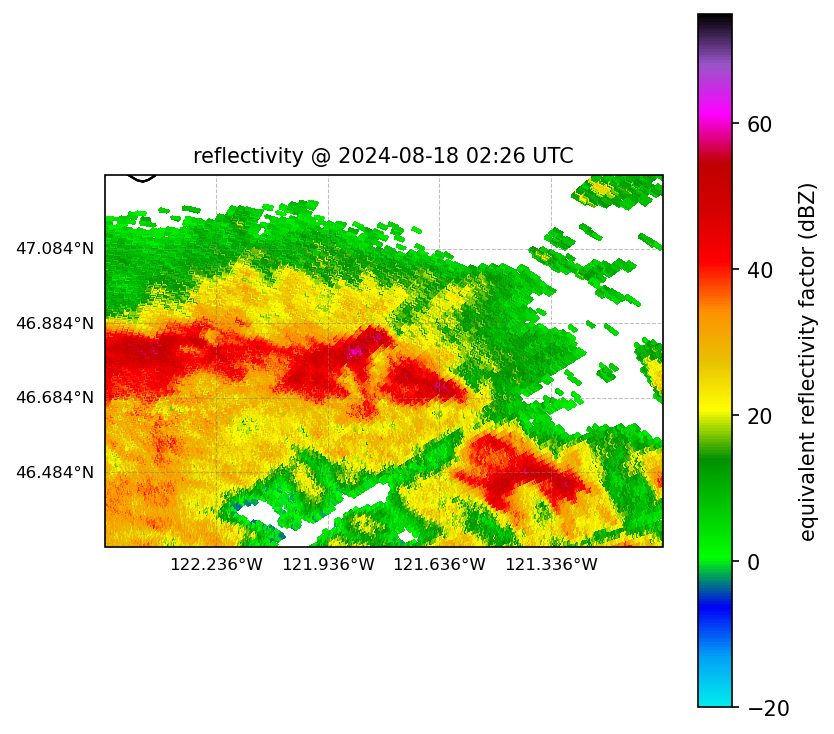 reflectivity @ 2024-08-18 02:26 UTC
47.084°N
46.884°N
46.684°N
46.484°N
122.236°W 121.936°W 121.636°W 121.336°W
60
40
20
0
−20
equivalent reflectivity factor (dBZ)